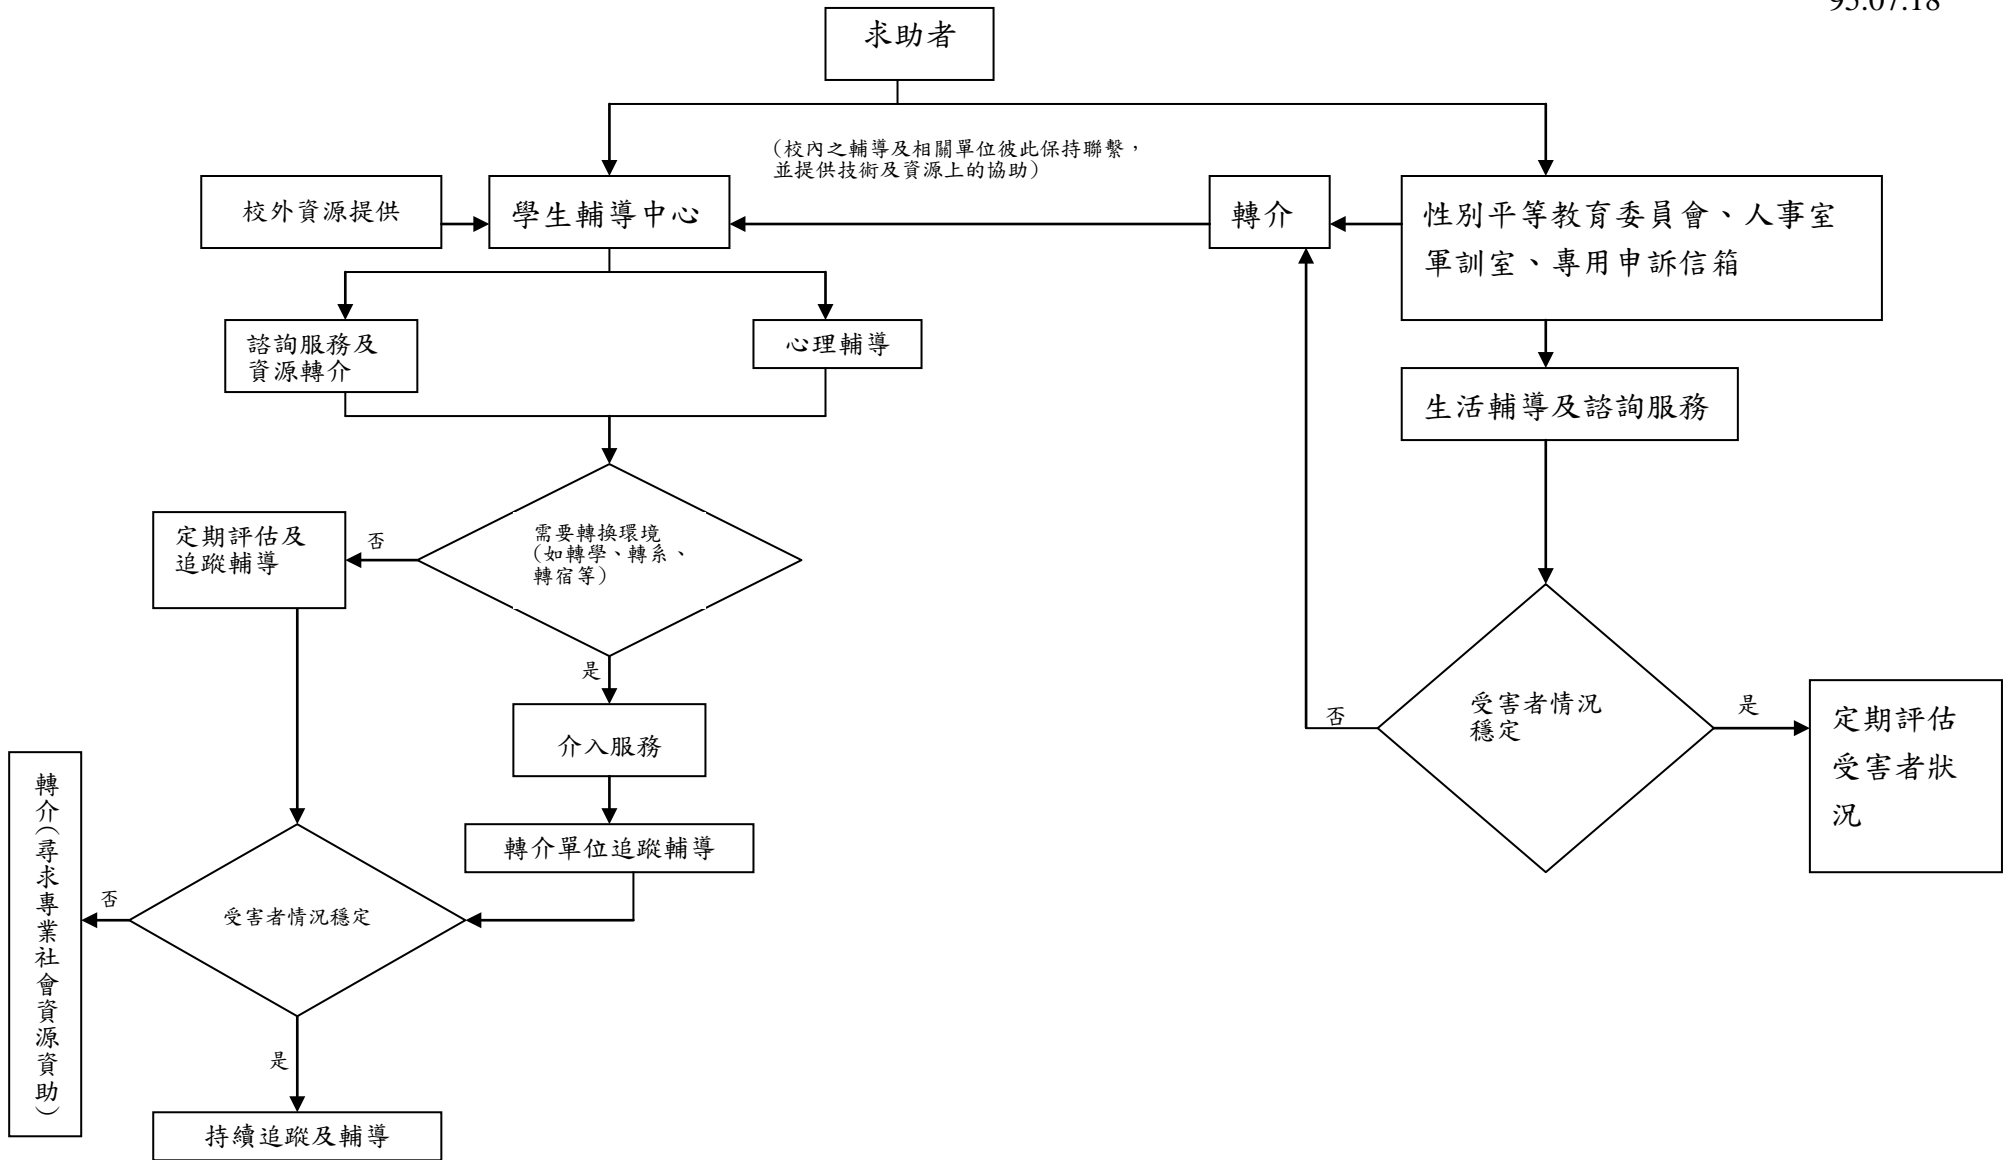 95.07.18
求助者
(校內之輔導及相關單位彼此保持聯繫,
並提供技術及資源上的協助)
校外資源提供
學生輔導中心
轉介
性別平等教育委員會、人事室
軍訓室、專用申訴信箱
諮詢服務及
資源轉介
心理輔導
生活輔導及諮詢服務
定期評估及
追蹤輔導
否
需要轉換環境
(如轉學、轉系、
轉宿等)
是
介入服務
轉介單位追蹤輔導
否
受害者情況
穩定
是
定期評估
受害者狀
況
轉介(尋求專業社會資源資助)
否
受害者情況穩定
是
持續追蹤及輔導